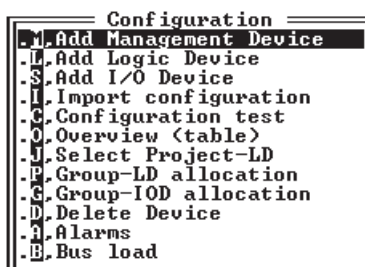 Configuration
.M,Add Management Device
.L,Add Logic Device
.S,Add I/O Device
.I,Import configuration
.C,Configuration test
.O,Overview (table)
.J,Select Project-LD
.P,Group-LD allocation
.G,Group-IOD allocation
.D,Delete Device
.A,Alarms
.B,Bus load